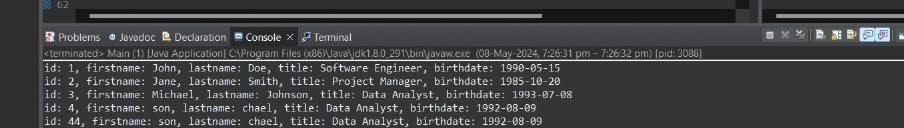 62
Problems Javadoc Declaration Console × Terminal
<terminated> Main (1) [Java Application] C:\Program Files (x86)\Java\jdk1.8.0_291\bin\javaw.exe (08-May-2024, 7:26:31 pm – 7:26:32 pm) [pid: 3088]
id: 1, firstname: John, lastname: Doe, title: Software Engineer, birthdate: 1990-05-15
id: 2, firstname: Jane, lastname: Smith, title: Project Manager, birthdate: 1985-10-20
id: 3, firstname: Michael, lastname: Johnson, title: Data Analyst, birthdate: 1993-07-08
id: 4, firstname: son, lastname: chael, title: Data Analyst, birthdate: 1992-08-09
id: 44, firstname: son, lastname: chael, title: Data Analyst, birthdate: 1992-08-09